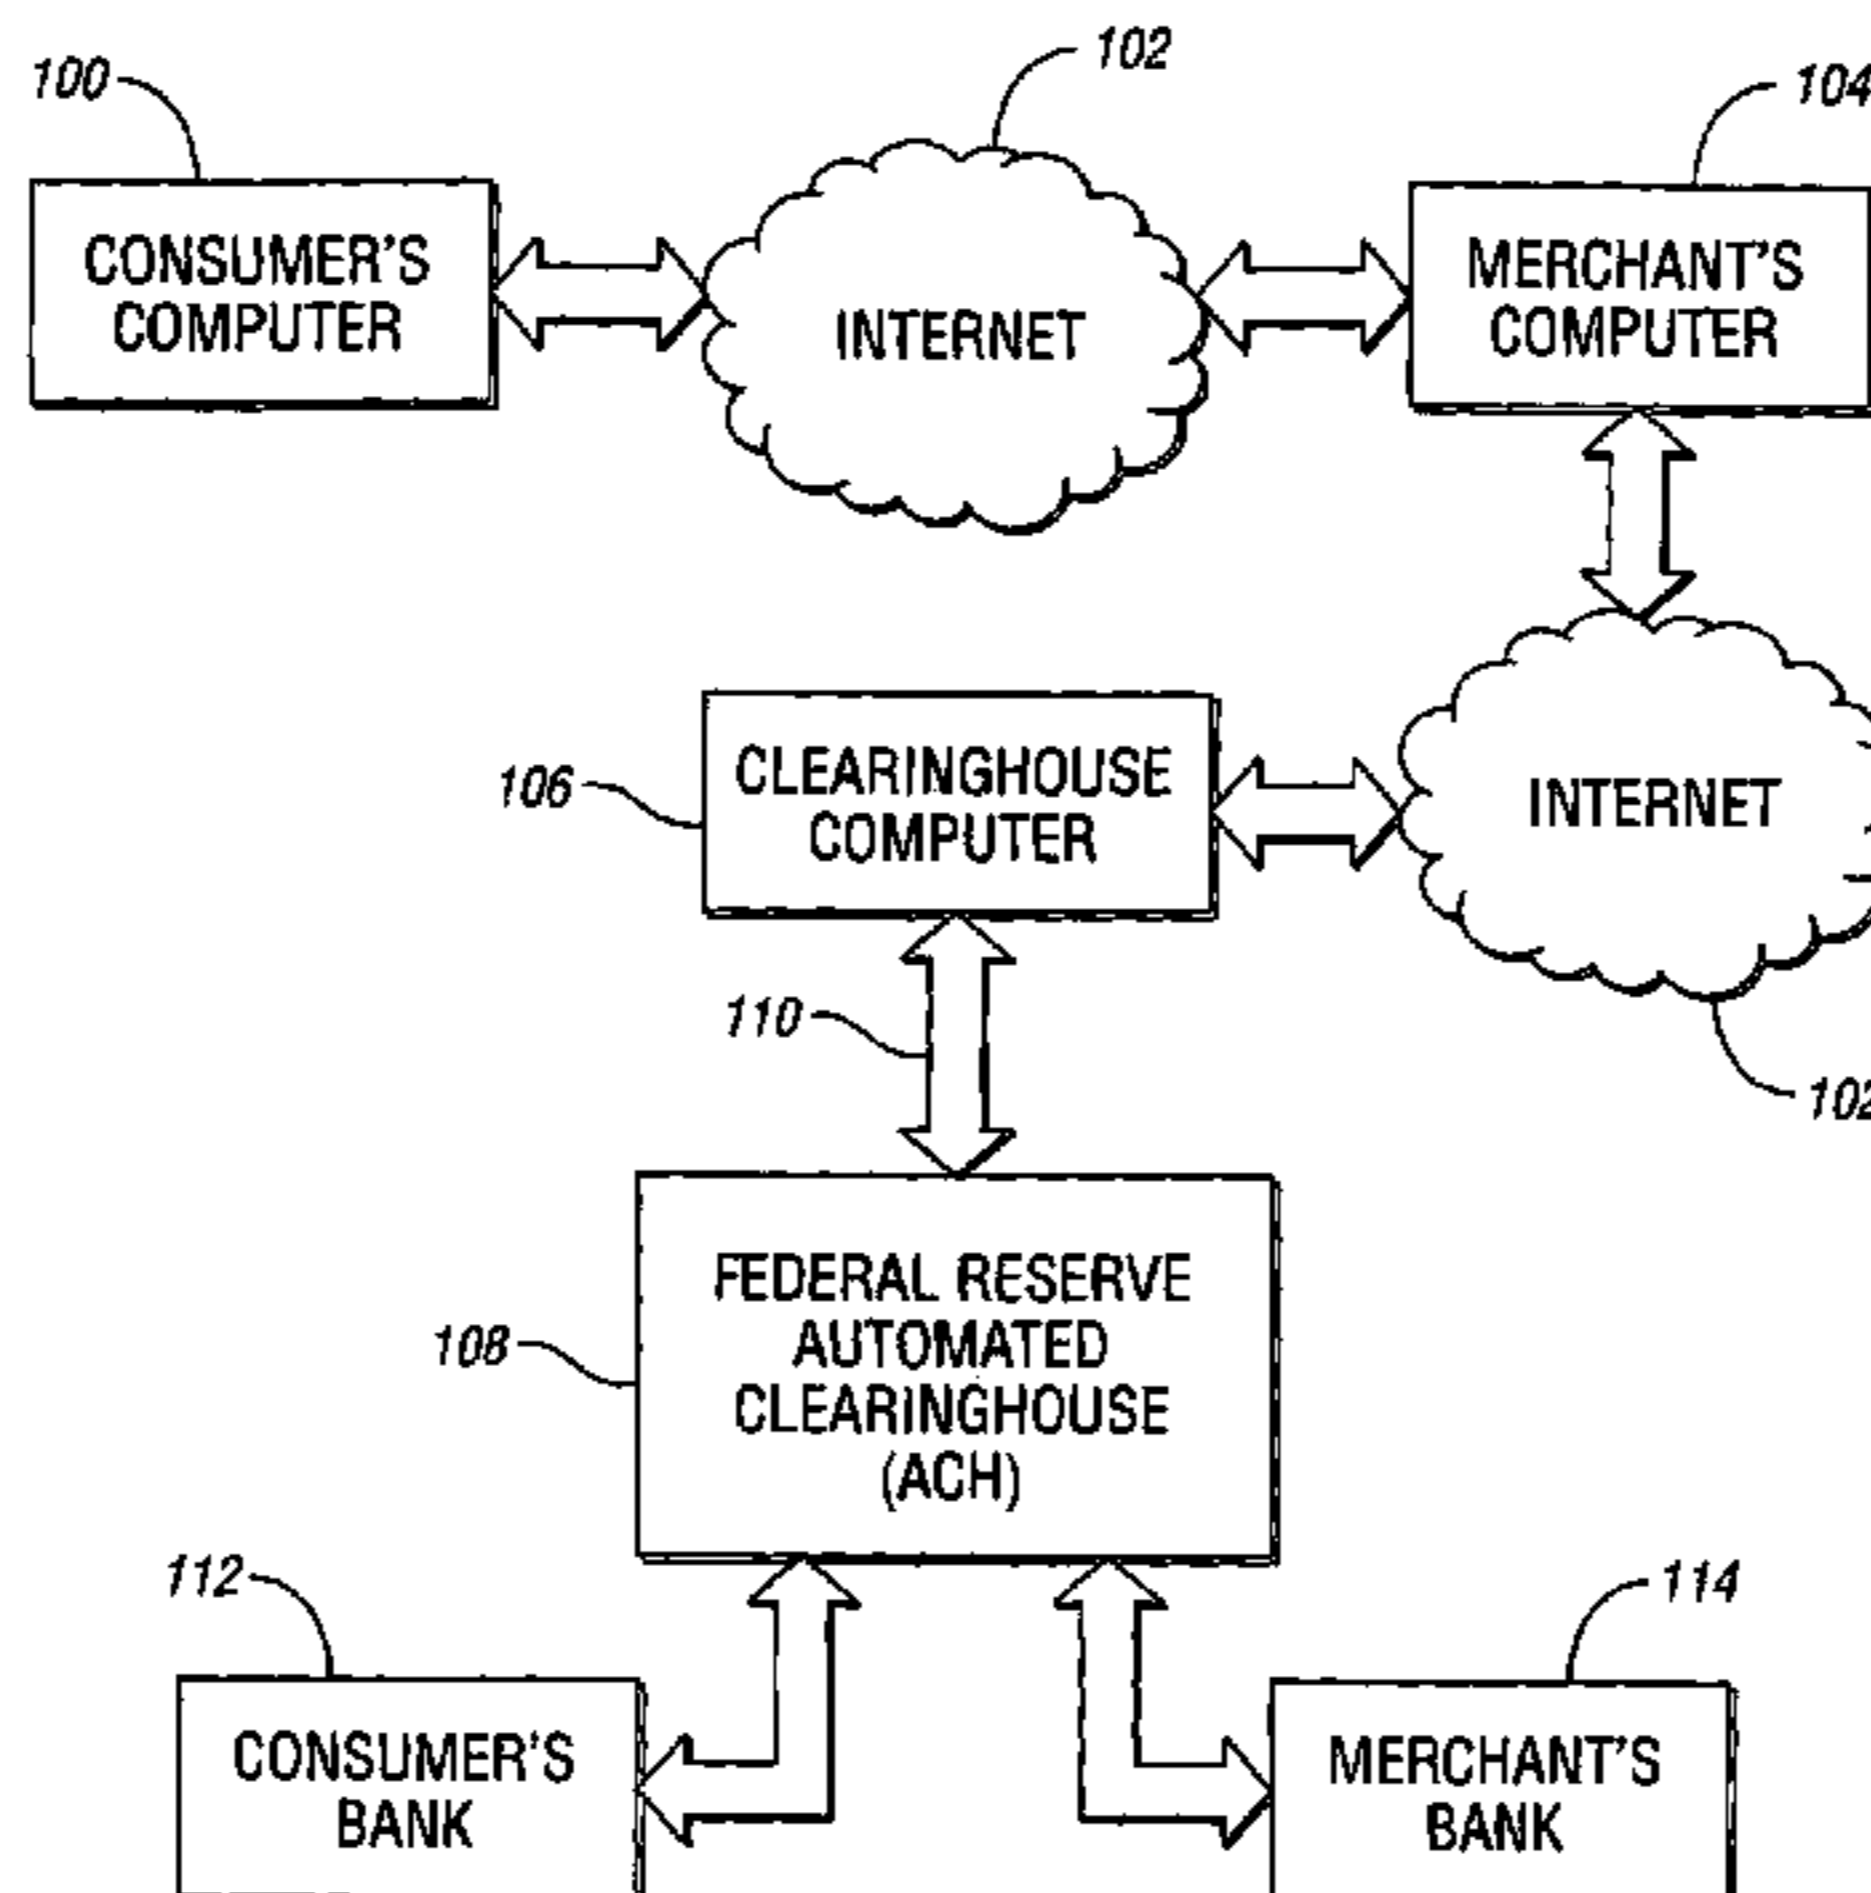 102
100
104
CONSUMER'S
COMPUTER
INTERNET
MERCHANT'S
COMPUTER
106
CLEARINGHOUSE
COMPUTER
INTERNET
110
102
108
FEDERAL RESERVE
AUTOMATED
CLEARINGHOUSE
(ACH)
112
114
CONSUMER'S
BANK
MERCHANT'S
BANK